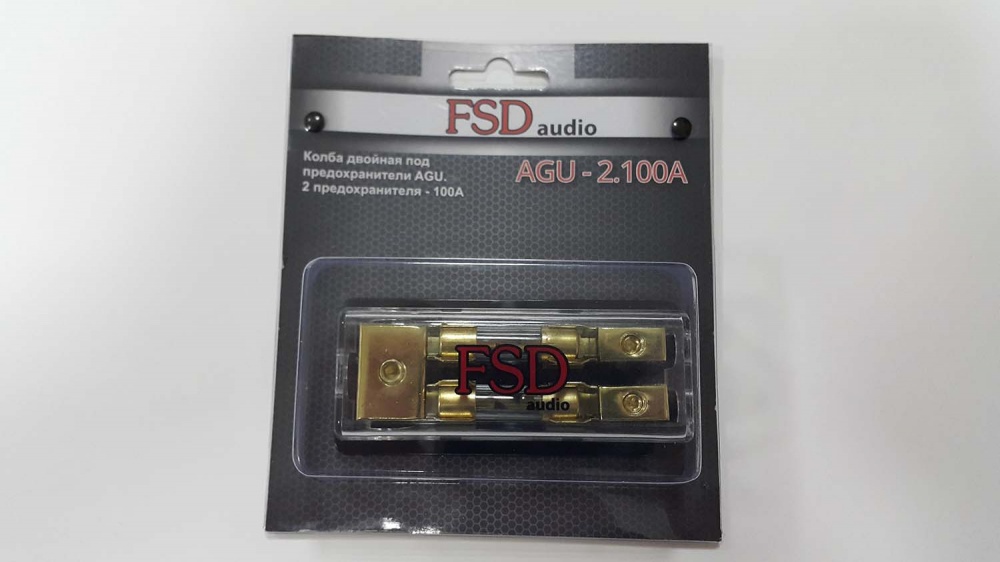 FSD audio
Колба двойная под
предохранители AGU.
2 предохранителя - 100А
AGU - 2.100A
FSD
audio